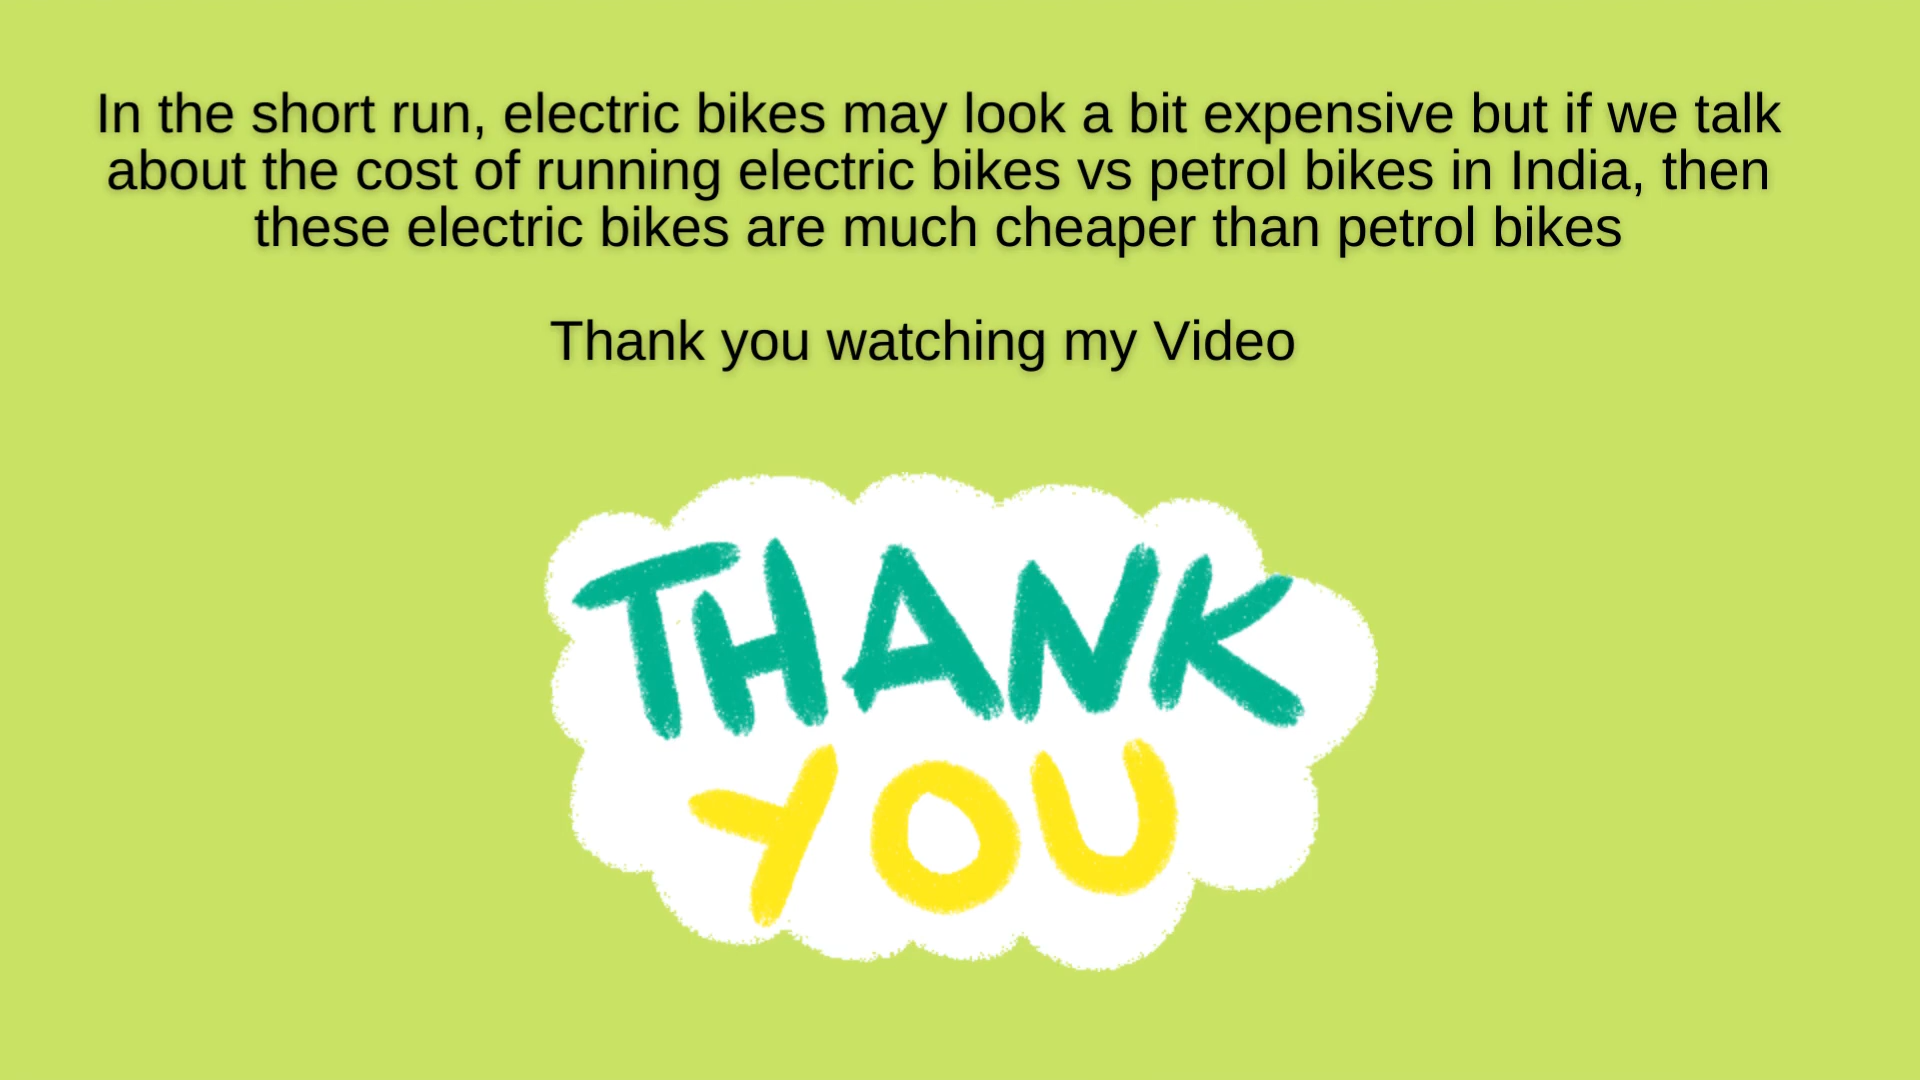 In the short run, electric bikes may look a bit expensive but if we talk
about the cost of running electric bikes vs petrol bikes in India, then
these electric bikes are much cheaper than petrol bikes
Thank you watching my Video
THANK
YOU